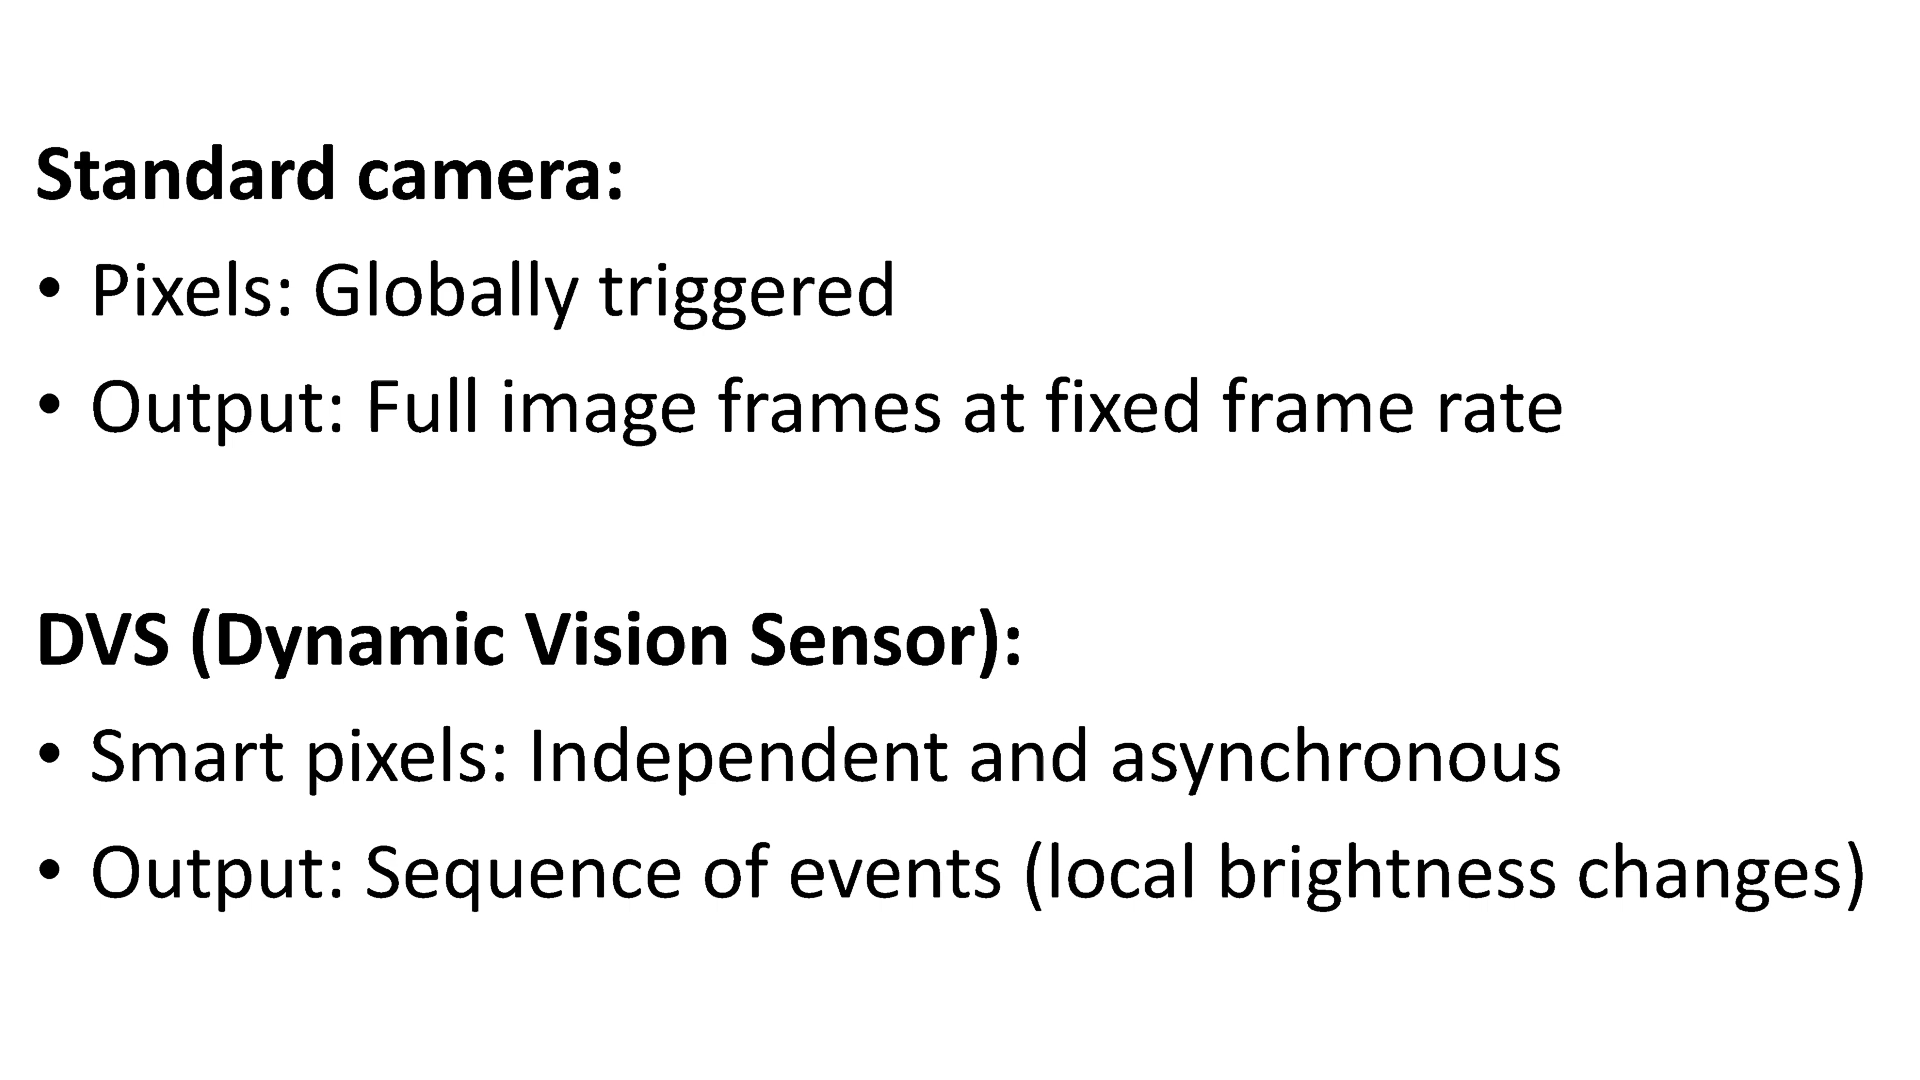 Standard camera:
• Pixels: Globally triggered
• Output: Full image frames at fixed frame rate
DVS (Dynamic Vision Sensor):
• Smart pixels: Independent and asynchronous
• Output: Sequence of events (local brightness changes)